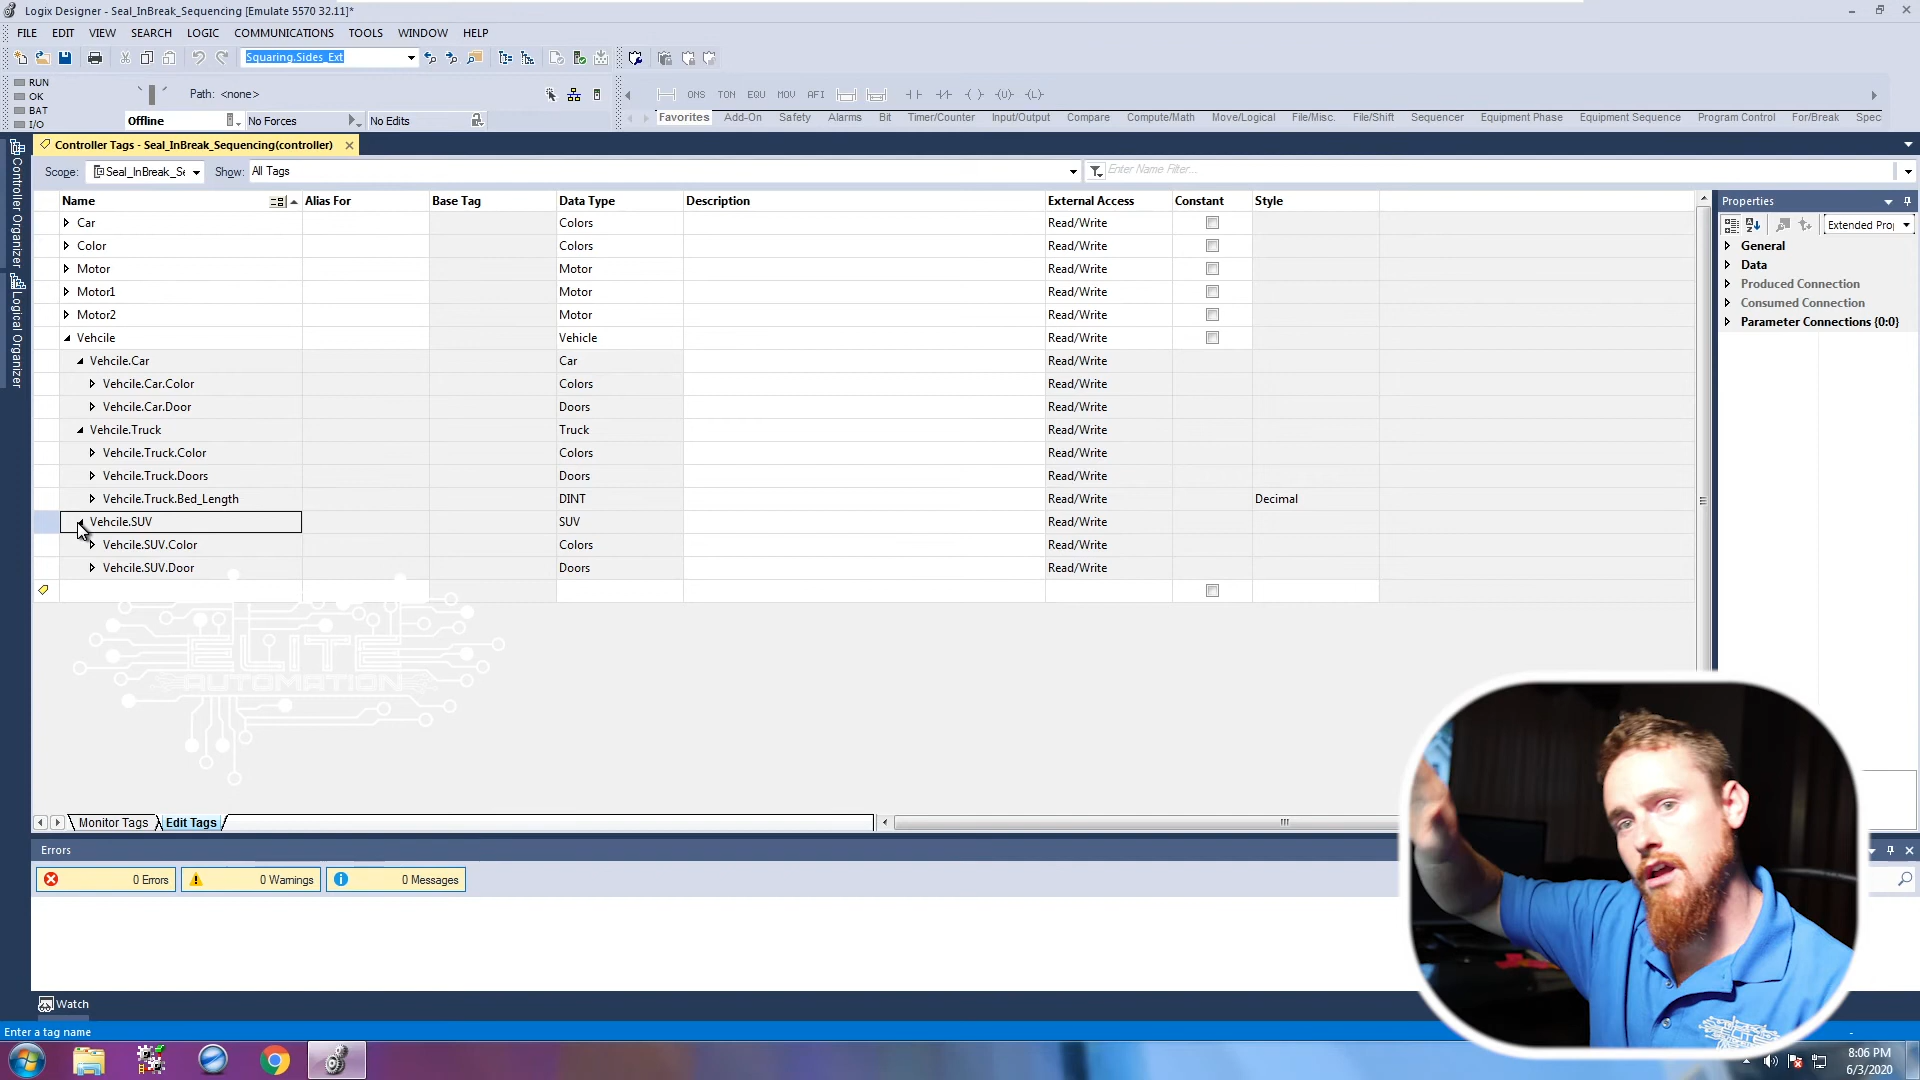 Logix Designer - Seal_InBreak_Sequencing [Emulate 5570 32.11]*
FILE EDIT VIEW SEARCH LOGIC COMMUNICATIONS TOOLS WINDOW HELP
Squaring.Sides_Ext
RUN
OK
BAT
I/O
Path: <none>
Offline No Forces No Edits
ONS TON EQU MOV AFI
Favorites Add-On Safety Alarms Bit Timer/Counter Input/Output Compare Compute/Math Move/Logical File/Misc. File/Shift Sequencer Equipment Phase Equipment Sequence Program Control For/Break Spec
Controller Organizer
Logical Organizer
Controller Tags - Seal_InBreak_Sequencing(controller)
Scope: Seal_InBreak_Se Show: All Tags Enter Name Filter...
Name Alias For Base Tag Data Type Description External Access Constant Style
Car Colors Read/Write
Color Colors Read/Write
Motor Motor Read/Write
Motor1 Motor Read/Write
Motor2 Motor Read/Write
Vehcile Vehicle Read/Write
Vehcile.Car Car Read/Write
Vehcile.Car.Color Colors Read/Write
Vehcile.Car.Door Doors Read/Write
Vehcile.Truck Truck Read/Write
Vehcile.Truck.Color Colors Read/Write
Vehcile.Truck.Doors Doors Read/Write
Vehcile.Truck.Bed_Length DINT Read/Write Decimal
Vehcile.SUV SUV Read/Write
Vehcile.SUV.Color Colors Read/Write
Vehcile.SUV.Door Doors Read/Write
Properties
Extended Prop
General
Data
Produced Connection
Consumed Connection
Parameter Connections {0:0}
ELITE
AUTOMATION
Monitor Tags Edit Tags
Errors
0 Errors 0 Warnings 0 Messages
Watch
Enter a tag name
8:06 PM
6/3/2020